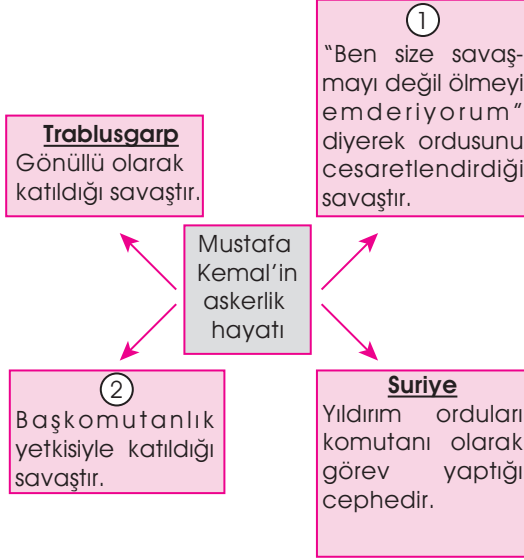 1
“Ben size savaş-
mayı değil ölmeyi
emderiyorum”
diyerek ordusunu
cesaretlendirdiği
savaştır.
Trablusgarp
Gönüllü olarak
katıldığı savaştır.
Mustafa
Kemal’in
askerlik
hayatı
2
Başkomutanlık
yetkisiyle katıldığı
savaştır.
Suriye
Yıldırım orduları
komutanı olarak
görev yaptığı
cephedir.